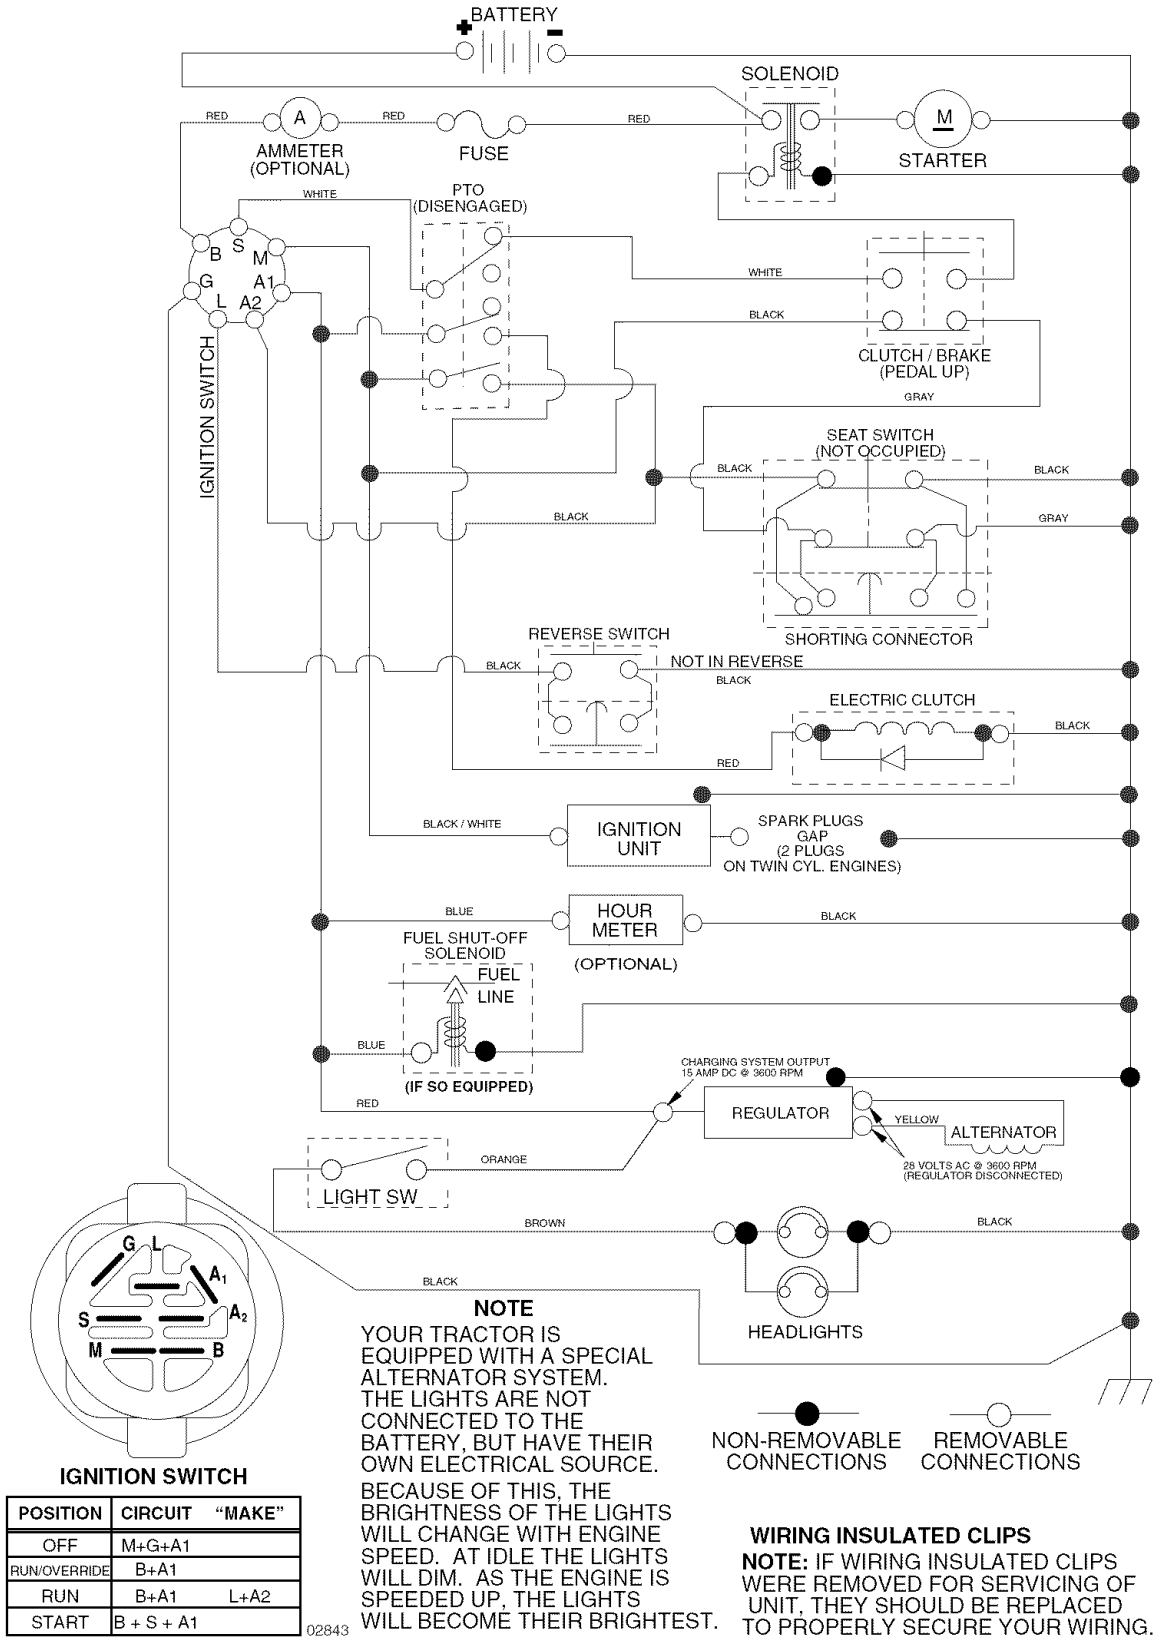 BATTERY
+
-
SOLENOID
RED
A
RED
RED
M
AMMETER
(OPTIONAL)
FUSE
STARTER
PTO
(DISENGAGED)
WHITE
B
S
M
G
A1
L
A2
IGNITION SWITCH
WHITE
BLACK
CLUTCH / BRAKE
(PEDAL UP)
GRAY
SEAT SWITCH
(NOT OCCUPIED)
BLACK
BLACK
BLACK
GRAY
SHORTING CONNECTOR
REVERSE SWITCH
BLACK
NOT IN REVERSE
BLACK
ELECTRIC CLUTCH
BLACK
RED
BLACK / WHITE
IGNITION
UNIT
SPARK PLUGS
GAP
(2 PLUGS
ON TWIN CYL. ENGINES)
BLUE
HOUR
METER
BLACK
(OPTIONAL)
FUEL SHUT-OFF
SOLENOID
FUEL
LINE
BLUE
(IF SO EQUIPPED)
CHARGING SYSTEM OUTPUT
15 AMP DC @ 3600 RPM
RED
REGULATOR
YELLOW
ALTERNATOR
28 VOLTS AC @ 3600 RPM
(REGULATOR DISCONNECTED)
ORANGE
LIGHT SW
BROWN
BLACK
HEADLIGHTS
BLACK
G
L
A1
S
A2
M
B
IGNITION SWITCH
POSITION CIRCUIT "MAKE"
OFF M+G+A1
RUN/OVERRIDE B+A1
RUN B+A1 L+A2
START B + S + A1
02843
NOTE
YOUR TRACTOR IS
EQUIPPED WITH A SPECIAL
ALTERNATOR SYSTEM.
THE LIGHTS ARE NOT
CONNECTED TO THE
BATTERY, BUT HAVE THEIR
OWN ELECTRICAL SOURCE.
BECAUSE OF THIS, THE
BRIGHTNESS OF THE LIGHTS
WILL CHANGE WITH ENGINE
SPEED. AT IDLE THE LIGHTS
WILL DIM. AS THE ENGINE IS
SPEEDED UP, THE LIGHTS
WILL BECOME THEIR BRIGHTEST.
NON-REMOVABLE
CONNECTIONS
REMOVABLE
CONNECTIONS
WIRING INSULATED CLIPS
NOTE: IF WIRING INSULATED CLIPS
WERE REMOVED FOR SERVICING OF
UNIT, THEY SHOULD BE REPLACED
TO PROPERLY SECURE YOUR WIRING.